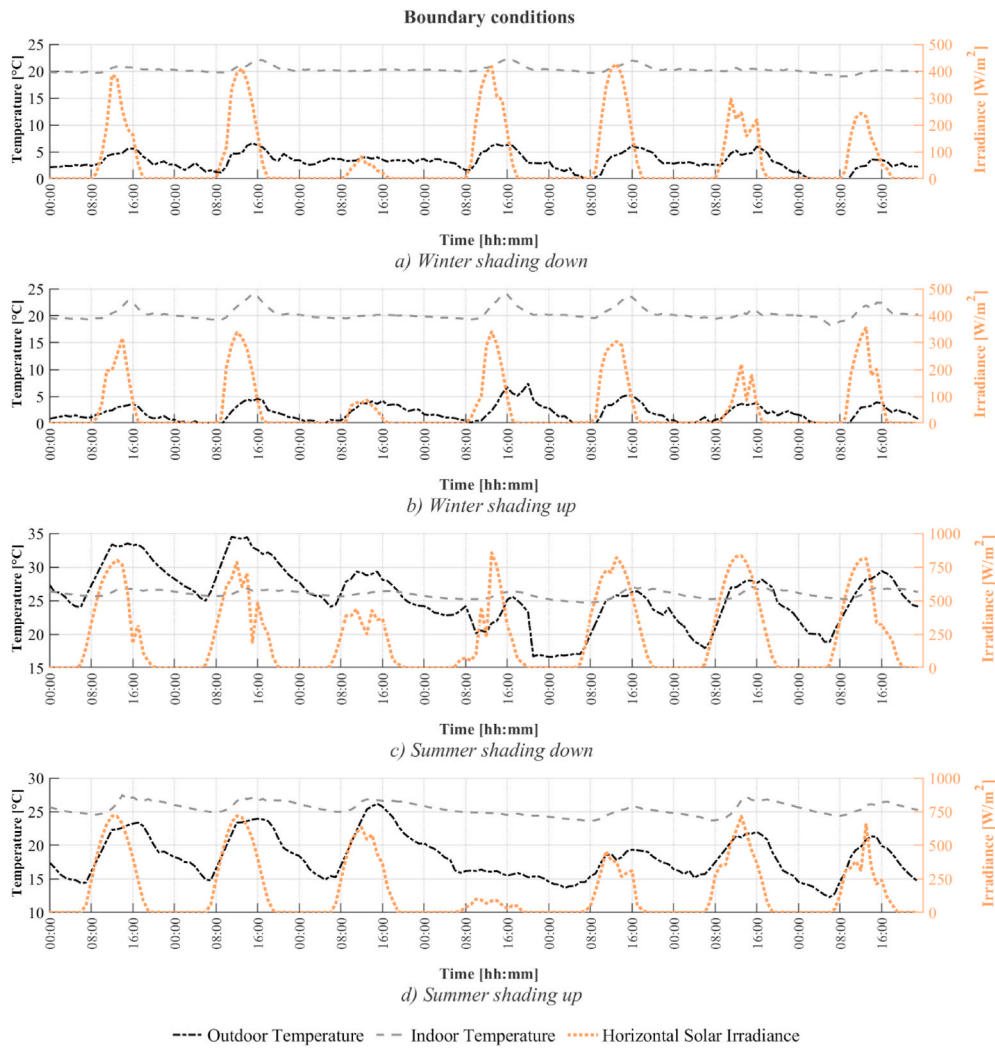 Boundary conditions
Temperature [°C]
25
20
15
10
5
0
500
400
300
200
100
0
Irradiance [W/m²]
00:00 08:00 16:00 00:00 08:00 16:00 00:00 08:00 16:00 00:00 08:00 16:00 00:00 08:00 16:00 00:00 08:00 16:00 00:00 08:00 16:00
Time [hh:mm]
a) Winter shading down
Temperature [°C]
25
20
15
10
5
0
500
400
300
200
100
0
Irradiance [W/m²]
00:00 08:00 16:00 00:00 08:00 16:00 00:00 08:00 16:00 00:00 08:00 16:00 00:00 08:00 16:00 00:00 08:00 16:00 00:00 08:00 16:00
Time [hh:mm]
b) Winter shading up
Temperature [°C]
35
30
25
20
15
1000
750
500
250
0
Irradiance [W/m²]
00:00 08:00 16:00 00:00 08:00 16:00 00:00 08:00 16:00 00:00 08:00 16:00 00:00 08:00 16:00 00:00 08:00 16:00 00:00 08:00 16:00
Time [hh:mm]
c) Summer shading down
Temperature [°C]
30
25
20
15
10
1000
750
500
250
0
Irradiance [W/m²]
00:00 08:00 16:00 00:00 08:00 16:00 00:00 08:00 16:00 00:00 08:00 16:00 00:00 08:00 16:00 00:00 08:00 16:00 00:00 08:00 16:00
Time [hh:mm]
d) Summer shading up
Outdoor Temperature Indoor Temperature Horizontal Solar Irradiance